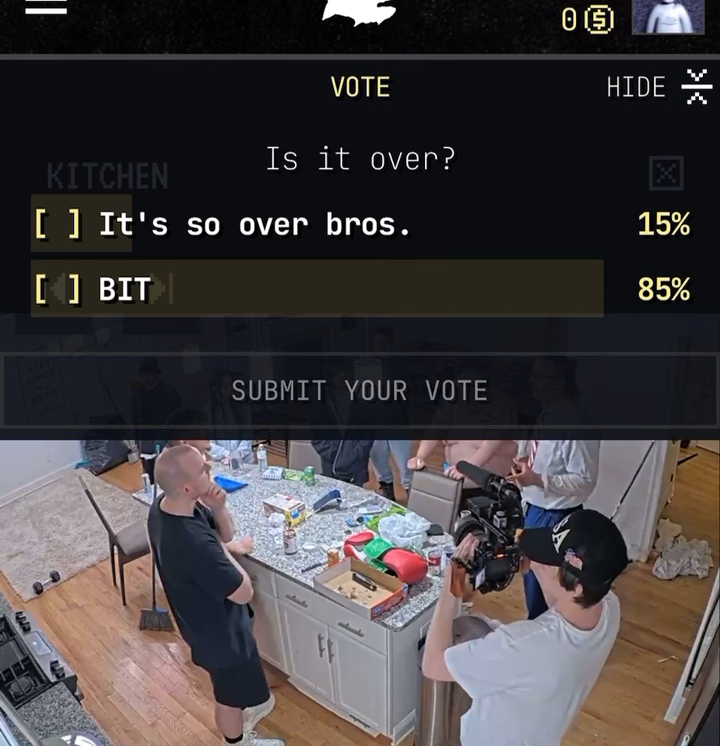 0
VOTE
HIDE
Is it over?
KITCHEN
[ ] It's so over bros.
15%
[ ] BIT
85%
SUBMIT YOUR VOTE